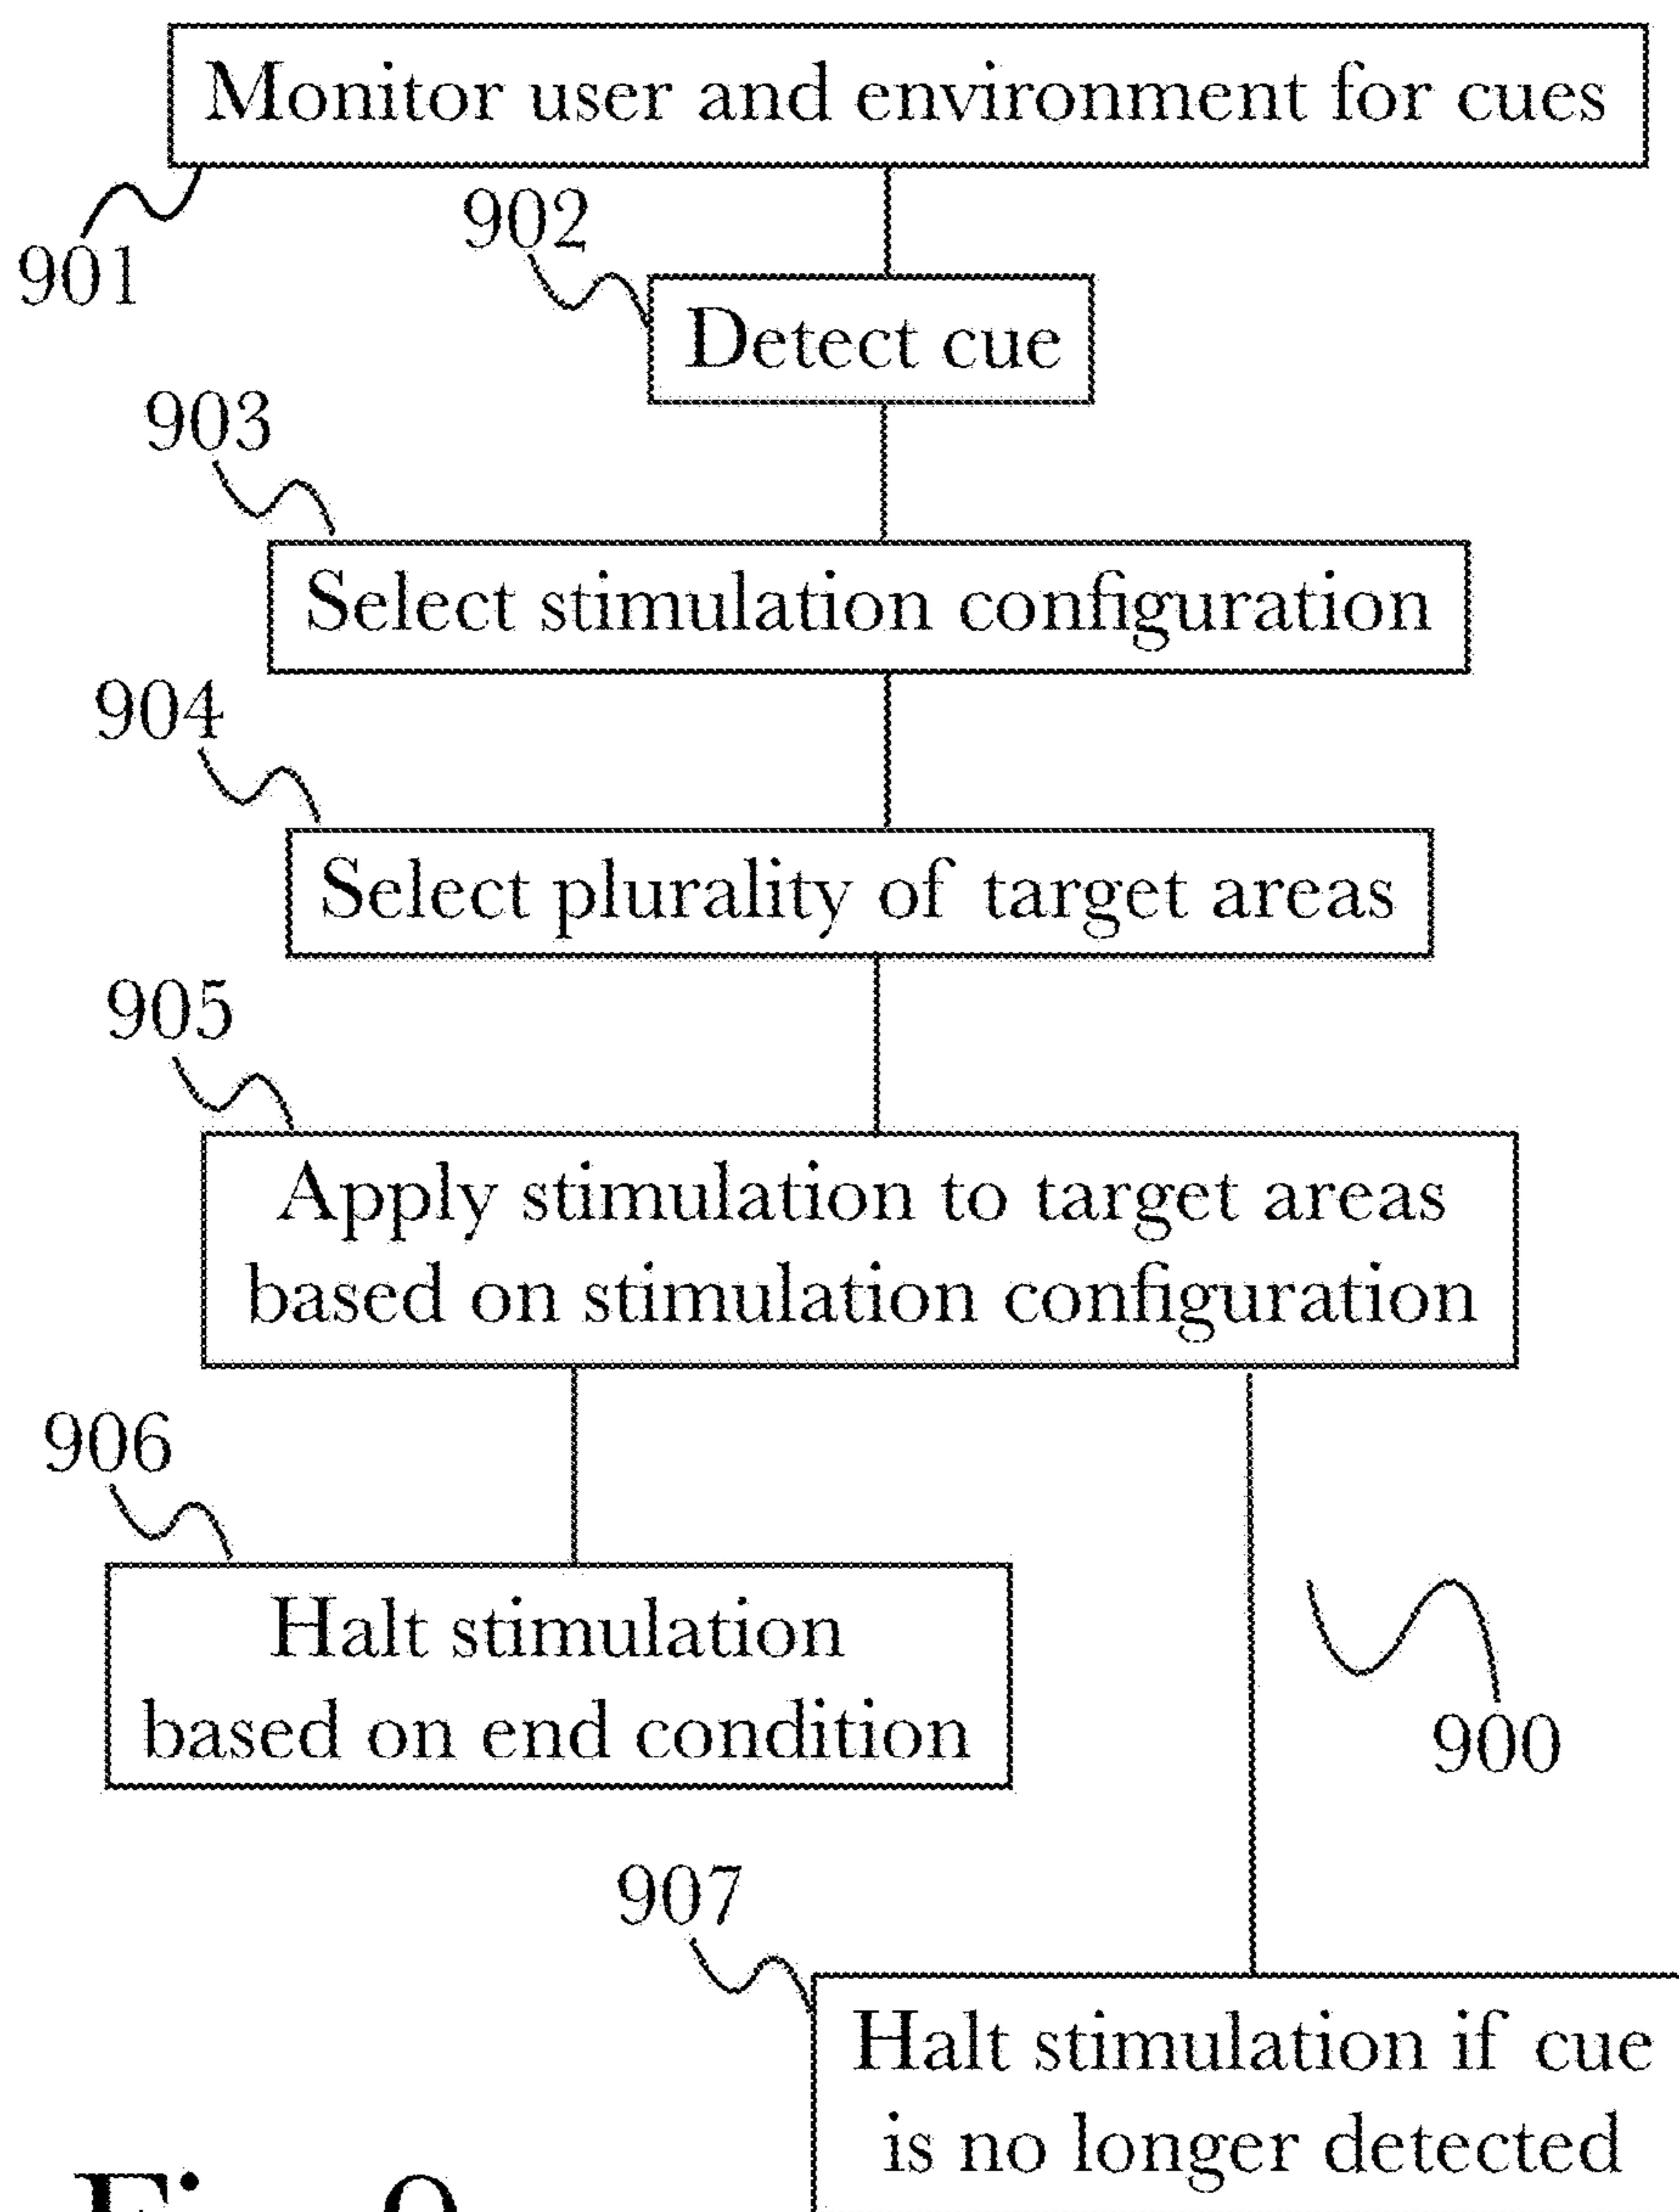 Monitor user and environment for cues
901
902
Detect cue
903
Select stimulation configuration
904
Select plurality of target areas
905
Apply stimulation to target areas
based on stimulation configuration
906
Halt stimulation
based on end condition
900
907
Halt stimulation if cue
is no longer detected